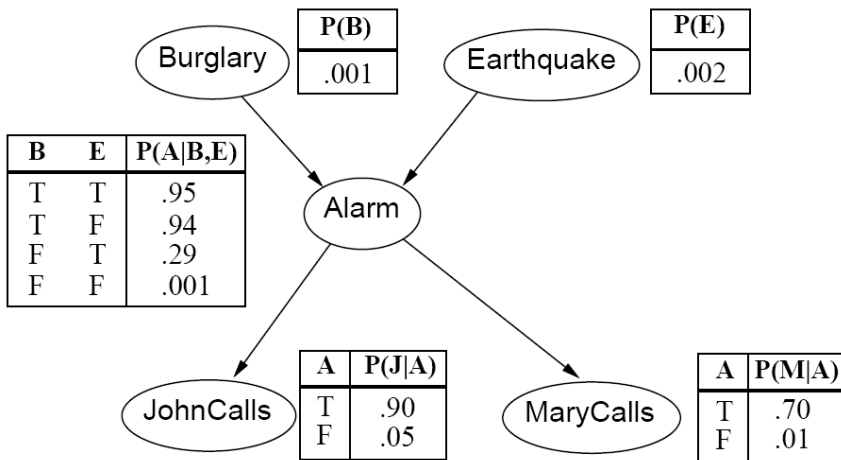 Burglary
P(B)
.001
Earthquake
P(E)
.002
B E P(A|B,E)
T T .95
T F .94
F T .29
F F .001
Alarm
JohnCalls
A P(J|A)
T .90
F .05
MaryCalls
A P(M|A)
T .70
F .01